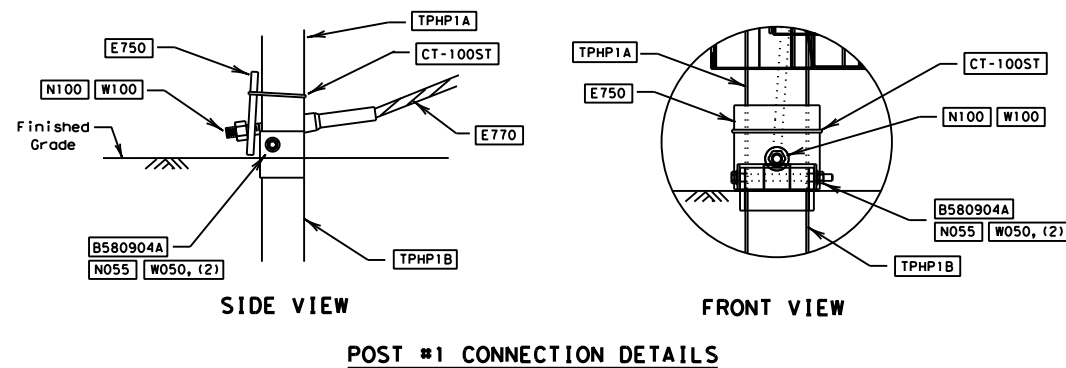 TPHP1A
E750
CT-100ST
N100 W100
Finished
Grade
E770
B580904A
N055 W050, (2)
TPHP1B
SIDE VIEW
TPHP1A
CT-100ST
E750
N100 W100
B580904A
N055 W050, (2)
TPHP1B
FRONT VIEW
POST #1 CONNECTION DETAILS